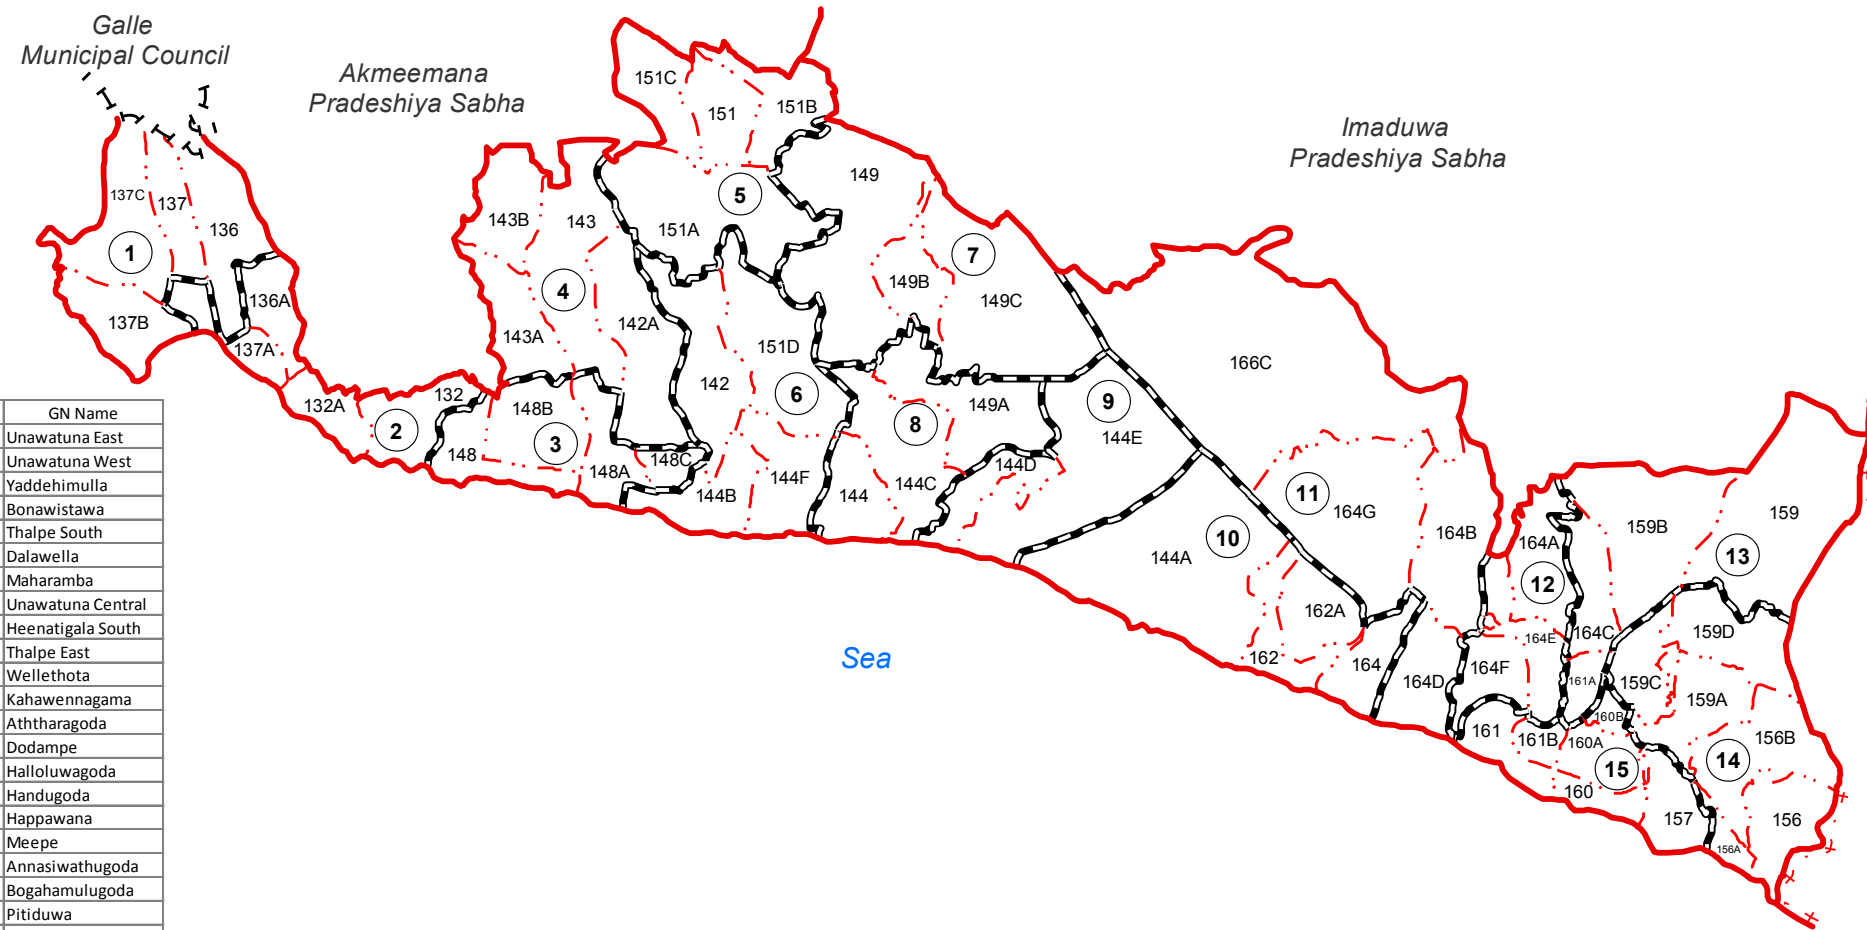 Galle
Municipal Council
Akmeemana
Pradeshiya Sabha
Imaduwa
Pradeshiya Sabha
151C
151
151B
149
137C
137
136
143B
143
151A
5
1
4
7
149B
149C
136A
137B
137A
143A
142A
151D
142
6
166C
132A
132
2
148B
148
3
148A
148C
144B
144F
8
149A
9
144E
144D
144C
144
11
164G
10
144A
164B
164A
159B
159
13
12
162A
162
164
164D
164F
164E
164C
161A
159D
159C
159A
160B
161
161B
160A
156B
14
15
160
157
156
156A
Sea
GN Name
Unawatuna East
Unawatuna West
Yaddehimulla
Bonawistawa
Thalpe South
Dalawella
Maharamba
Unawatuna Central
Heenatigala South
Thalpe East
Wellethota
Kahawennagama
Aththaragoda
Dodampe
Halloluwagoda
Handugoda
Happawana
Meepe
Annasiwathugoda
Bogahamulugoda
Pitiduwa